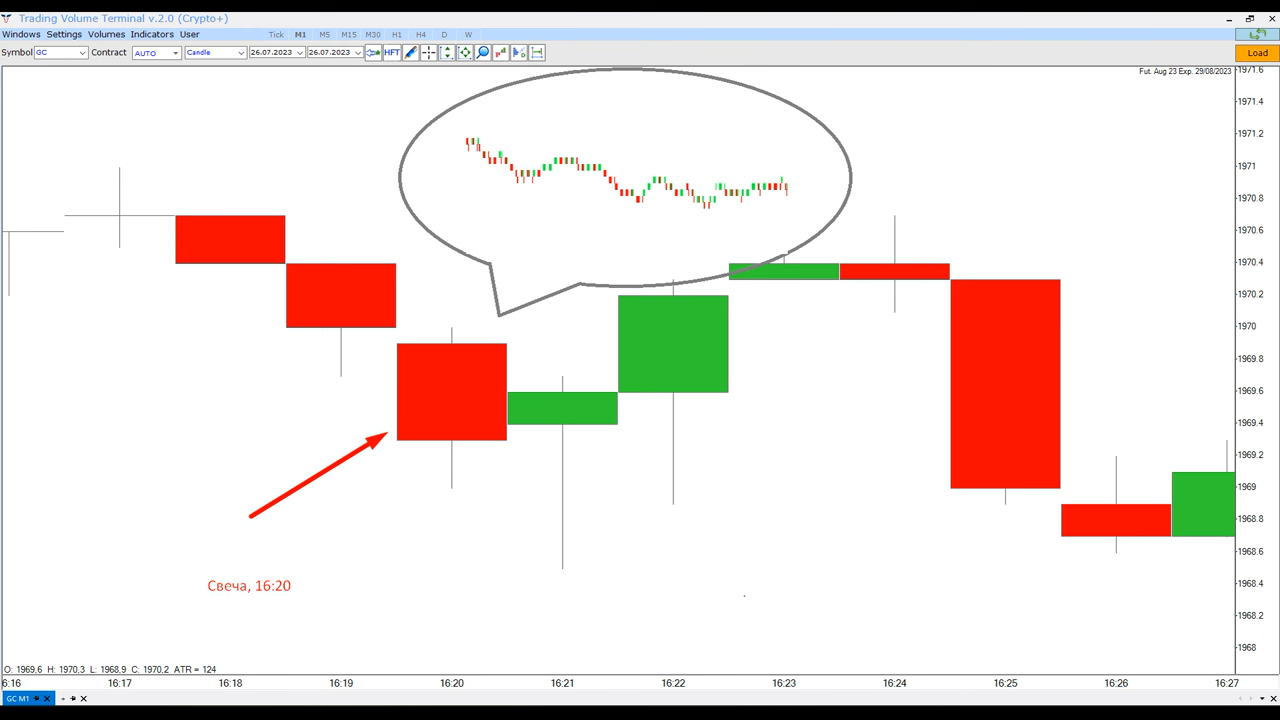 Trading Volume Terminal v.2.0 (Crypto+)
Windows Settings Volumes Indicators User Tick M1 M5 M15 M30 H1 H4 D W
Symbol GC Contract AUTO Candle 26.07.2023 26.07.2023 HFT Load
Fut. Aug 23 Exp. 29/08/2023
1971.6
1971.4
1971.2
1971
1970.8
1970.6
1970.4
1970.2
1970
1969.8
1969.6
1969.4
1969.2
1969
1968.8
1968.6
1968.4
1968.2
1968
Свеча, 16:20
O: 1969,6 H: 1970,3 L: 1968,9 C: 1970,2 ATR = 124
6:16 16:17 16:18 16:19 16:20 16:21 16:22 16:23 16:24 16:25 16:26 16:27
GC M1